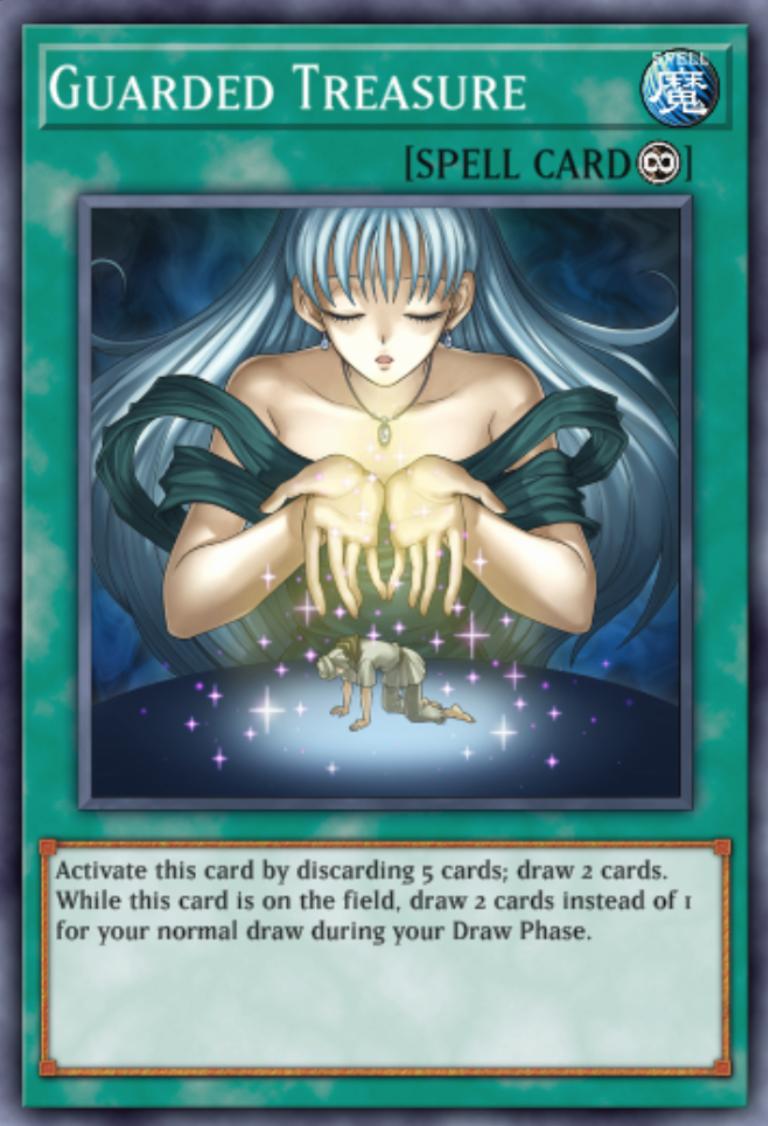 GUARDED TREASURE
SPELL
魔
[SPELL CARD∞]
Activate this card by discarding 5 cards; draw 2 cards.
While this card is on the field, draw 2 cards instead of 1
for your normal draw during your Draw Phase.